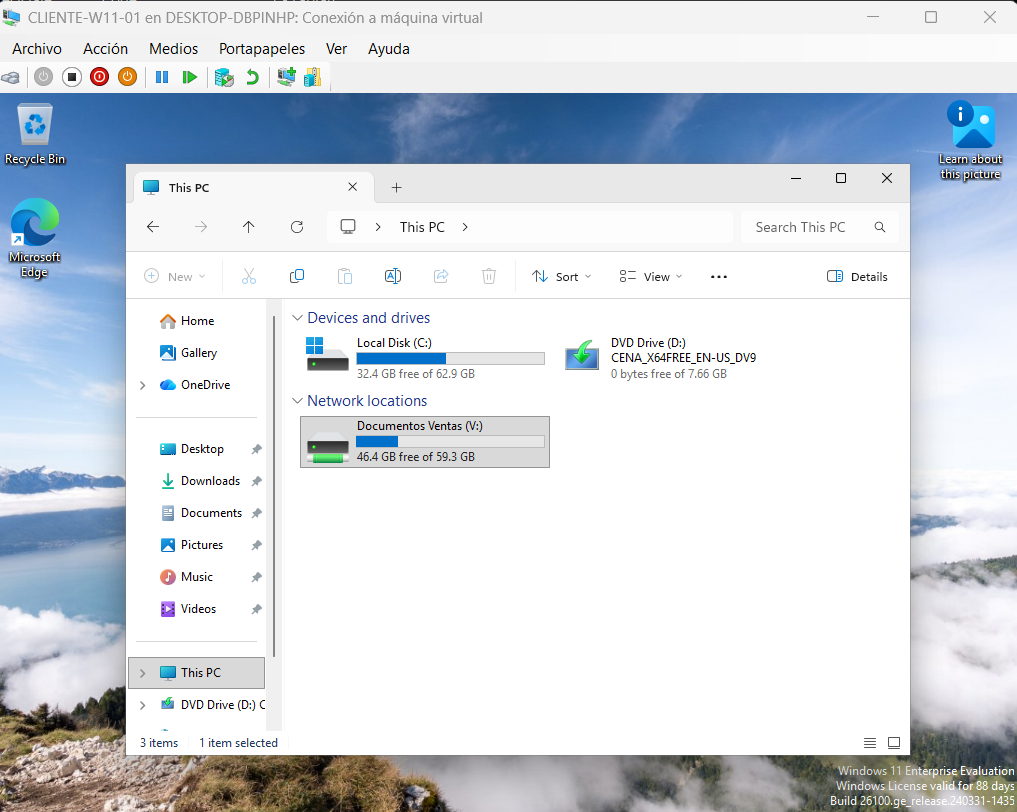 CLIENTE-W11-01 en DESKTOP-DBPINHP: Conexión a máquina virtual
Archivo Acción Medios Portapapeles Ver Ayuda
Recycle Bin
Learn about
this picture
Microsoft
Edge
This PC
This PC
Search This PC
New
Sort
View
Details
Home
Gallery
OneDrive
Desktop
Downloads
Documents
Pictures
Music
Videos
This PC
DVD Drive (D:) C
Devices and drives
Local Disk (C:)
32.4 GB free of 62.9 GB
DVD Drive (D:)
CENA_X64FREE_EN-US_DV9
0 bytes free of 7.66 GB
Network locations
Documentos Ventas (V:)
46.4 GB free of 59.3 GB
3 items 1 item selected
Windows 11 Enterprise Evaluation
Windows License valid for 88 days
Build 26100.ge_release.240331-1435